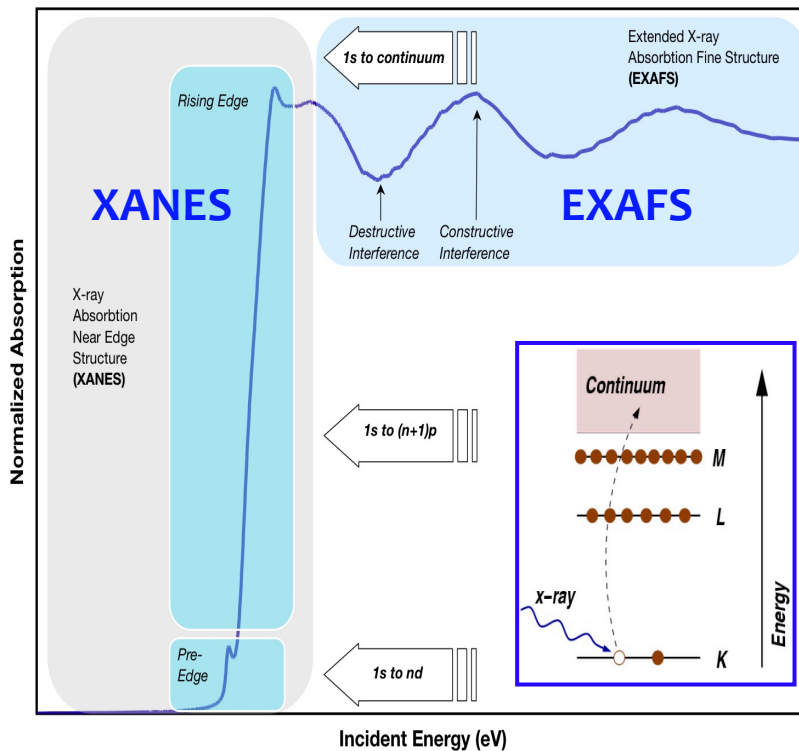 1s to continuum
Extended X-ray
Absorbtion Fine Structure
(EXAFS)
Rising Edge
XANES
EXAFS
Destructive
Interference
Constructive
Interference
X-ray
Absorbtion
Near Edge
Structure
(XANES)
Normalized Absorption
Continuum
1s to (n+1)p
M
L
x-ray
Energy
K
Pre-
Edge
1s to nd
Incident Energy (eV)